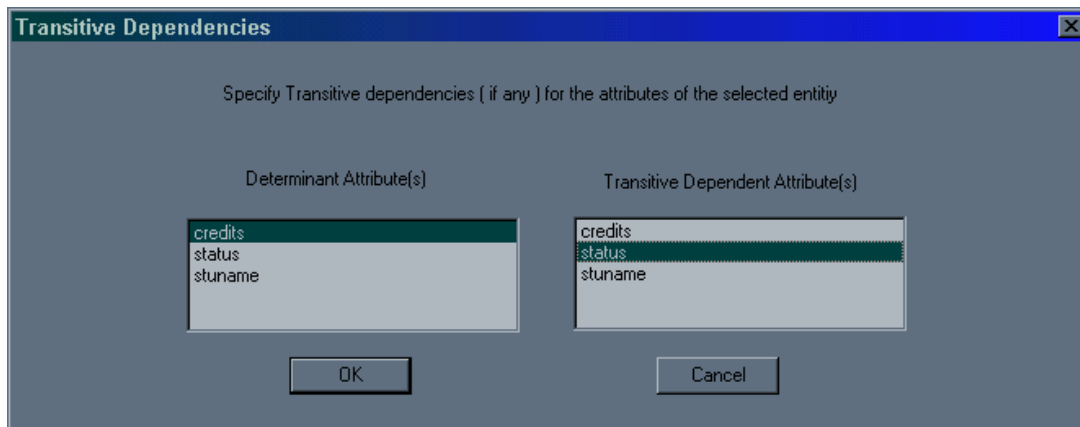 Transitive Dependencies
Specify Transitive dependencies ( if any ) for the attributes of the selected entitiy
Determinant Attribute(s)
Transitive Dependent Attribute(s)
credits
status
stuname
credits
status
stuname
OK
Cancel